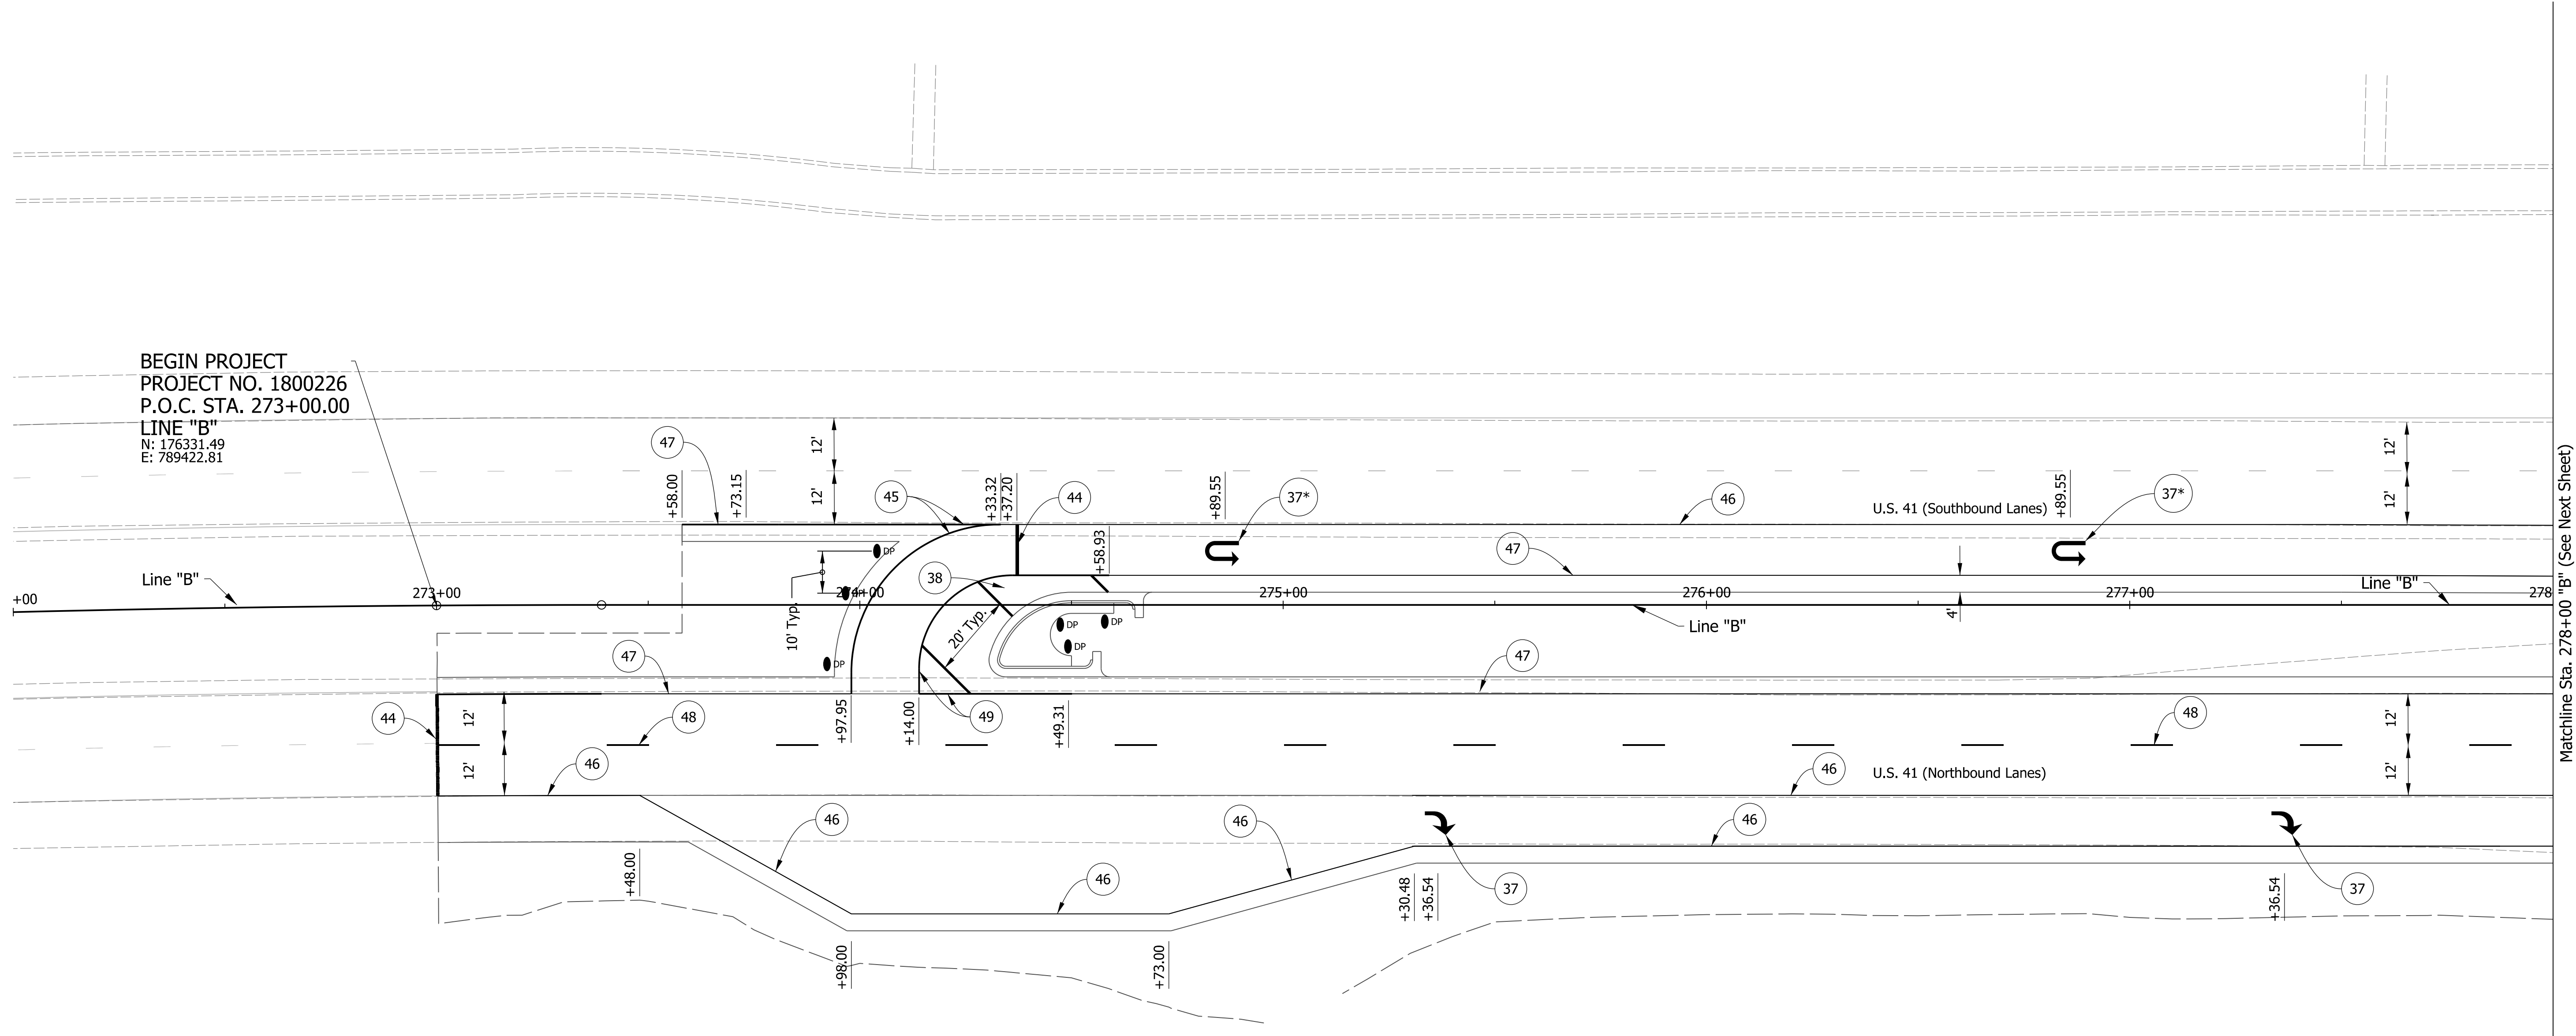 BEGIN PROJECT
PROJECT NO. 1800226
P.O.C. STA. 273+00.00
LINE "B"
N: 176331.49
E: 789422.81
47
+58.00
+73.15
12'
12'
45
+33.32
+37.20
44
+89.55
37*
46
U.S. 41 (Southbound Lanes)
+89.55
37*
12'
12'
Line "B"
+00
273+00
DP
10' Typ.
DP
274+00
38
+58.93
20' Typ.
DP
DP
DP
DP
275+00
47
276+00
Line "B"
4'
277+00
Line "B"
278
47
47
44
12'
12'
48
+97.95
+14.00
49
+49.31
48
12'
12'
46
U.S. 41 (Northbound Lanes)
46
46
46
46
46
+48.00
+98.00
+73.00
+30.48
+36.54
37
+36.54
37
Matchline Sta. 278+00 "B" (See Next Sheet)